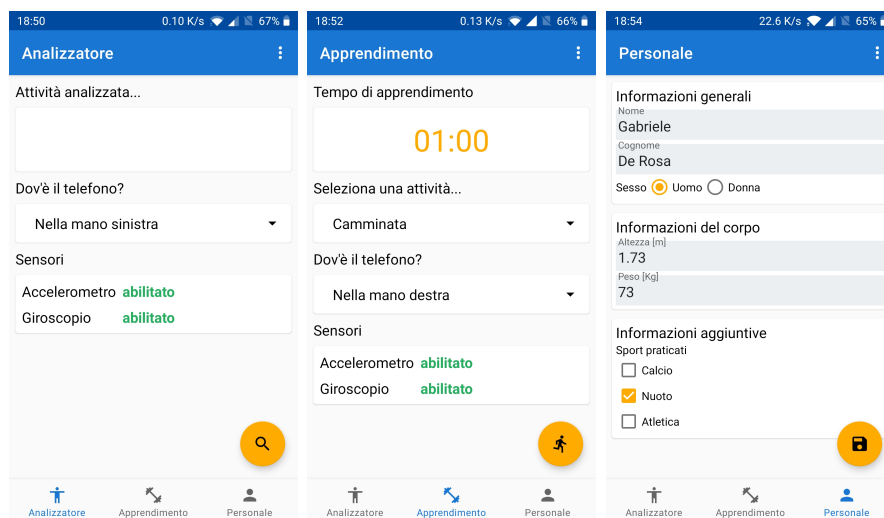 18:50 0.10 K/s 67%
Analizzatore
Attività analizzata...
Dov'è il telefono?
Nella mano sinistra
Sensori
Accelerometro abilitato
Giroscopio abilitato
Analizzatore Apprendimento Personale
18:52 0.13 K/s 66%
Apprendimento
Tempo di apprendimento
01:00
Seleziona una attività...
Camminata
Dov'è il telefono?
Nella mano destra
Sensori
Accelerometro abilitato
Giroscopio abilitato
Analizzatore Apprendimento Personale
18:54 22.6 K/s 65%
Personale
Informazioni generali
Nome
Gabriele
Cognome
De Rosa
Sesso Uomo Donna
Informazioni del corpo
Altezza [m]
1.73
Peso [Kg]
73
Informazioni aggiuntive
Sport praticati
Calcio
Nuoto
Atletica
Analizzatore Apprendimento Personale